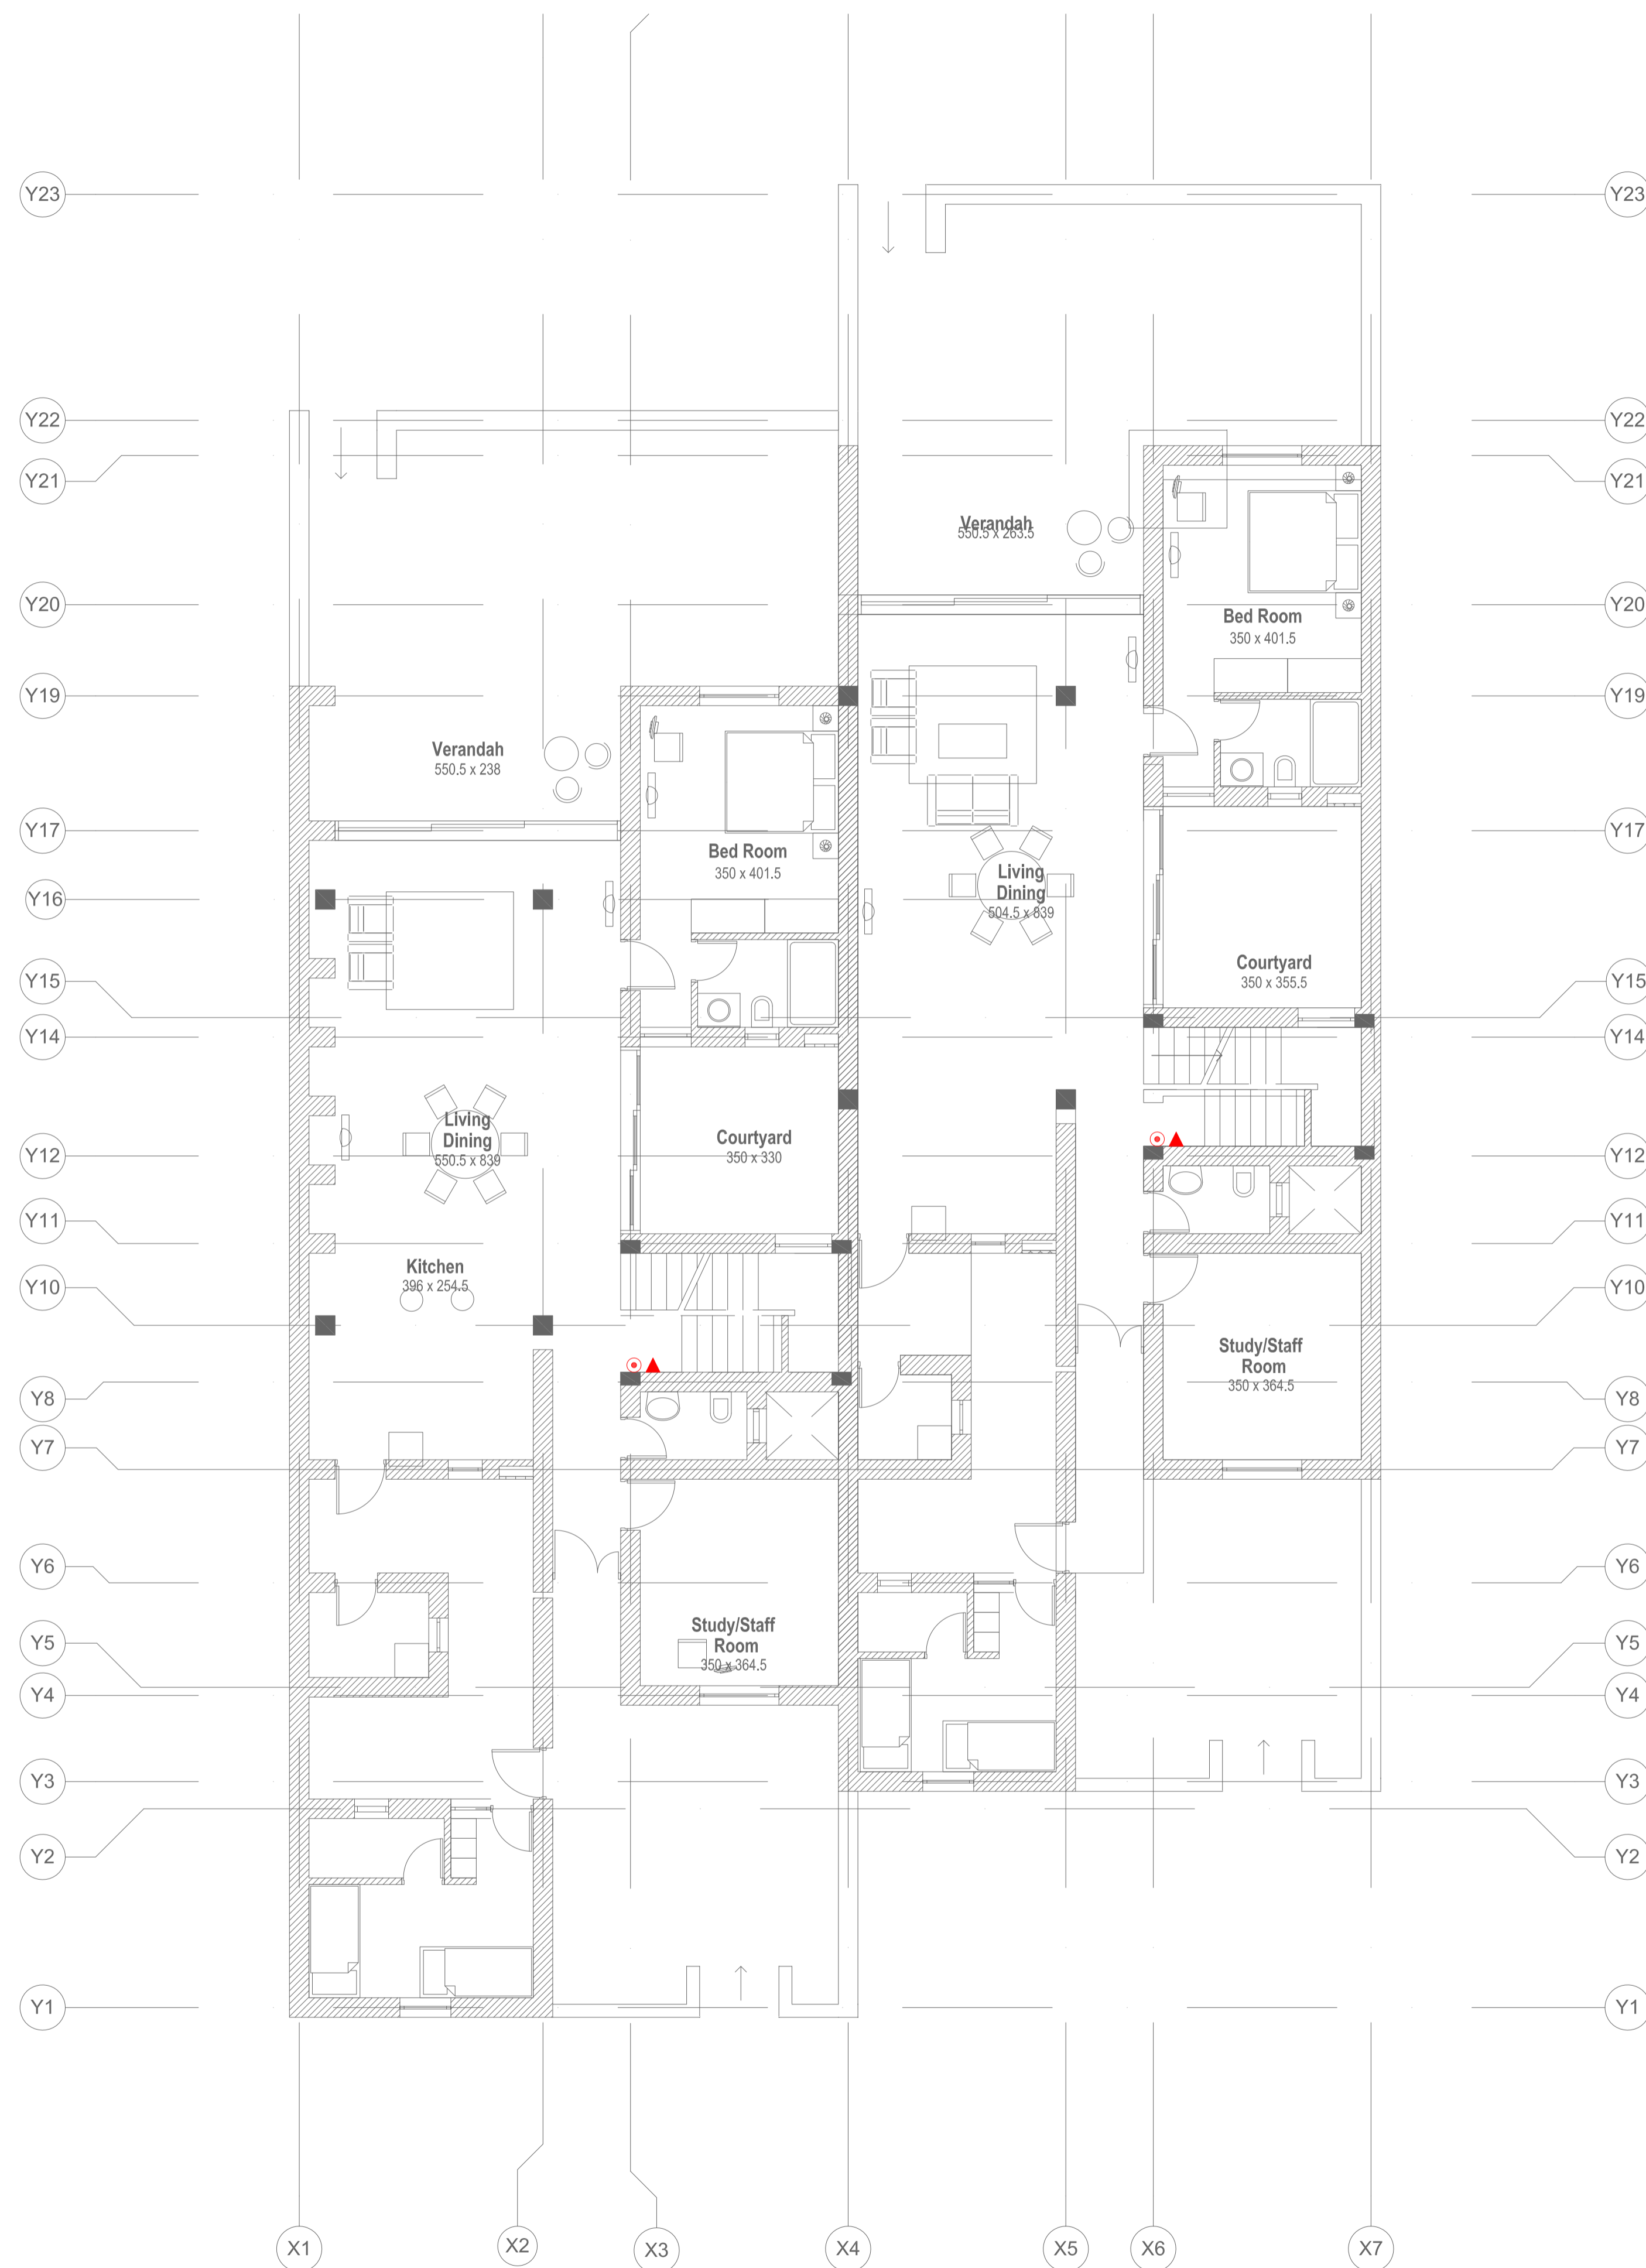 Y23
Y23
Y22
Y22
Y21
Y21
Verandah
550.5 x 263.5
Y20
Y20
Bed Room
350 x 401.5
Y19
Y19
Verandah
550.5 x 238
Y17
Y17
Bed Room
350 x 401.5
Living
Dining
504.5 x 839
Y16
Courtyard
350 x 355.5
Y15
Y15
Y14
Y14
Living
Dining
550.5 x 839
Courtyard
350 x 330
Y12
Y12
Y11
Y11
Kitchen
396 x 254.5
Y10
Y10
Study/Staff
Room
350 x 364.5
Y8
Y8
Y7
Y7
Y6
Y6
Study/Staff
Room
350 x 364.5
Y5
Y5
Y4
Y4
Y3
Y3
Y2
Y2
Y1
Y1
X1
X2
X3
X4
X5
X6
X7